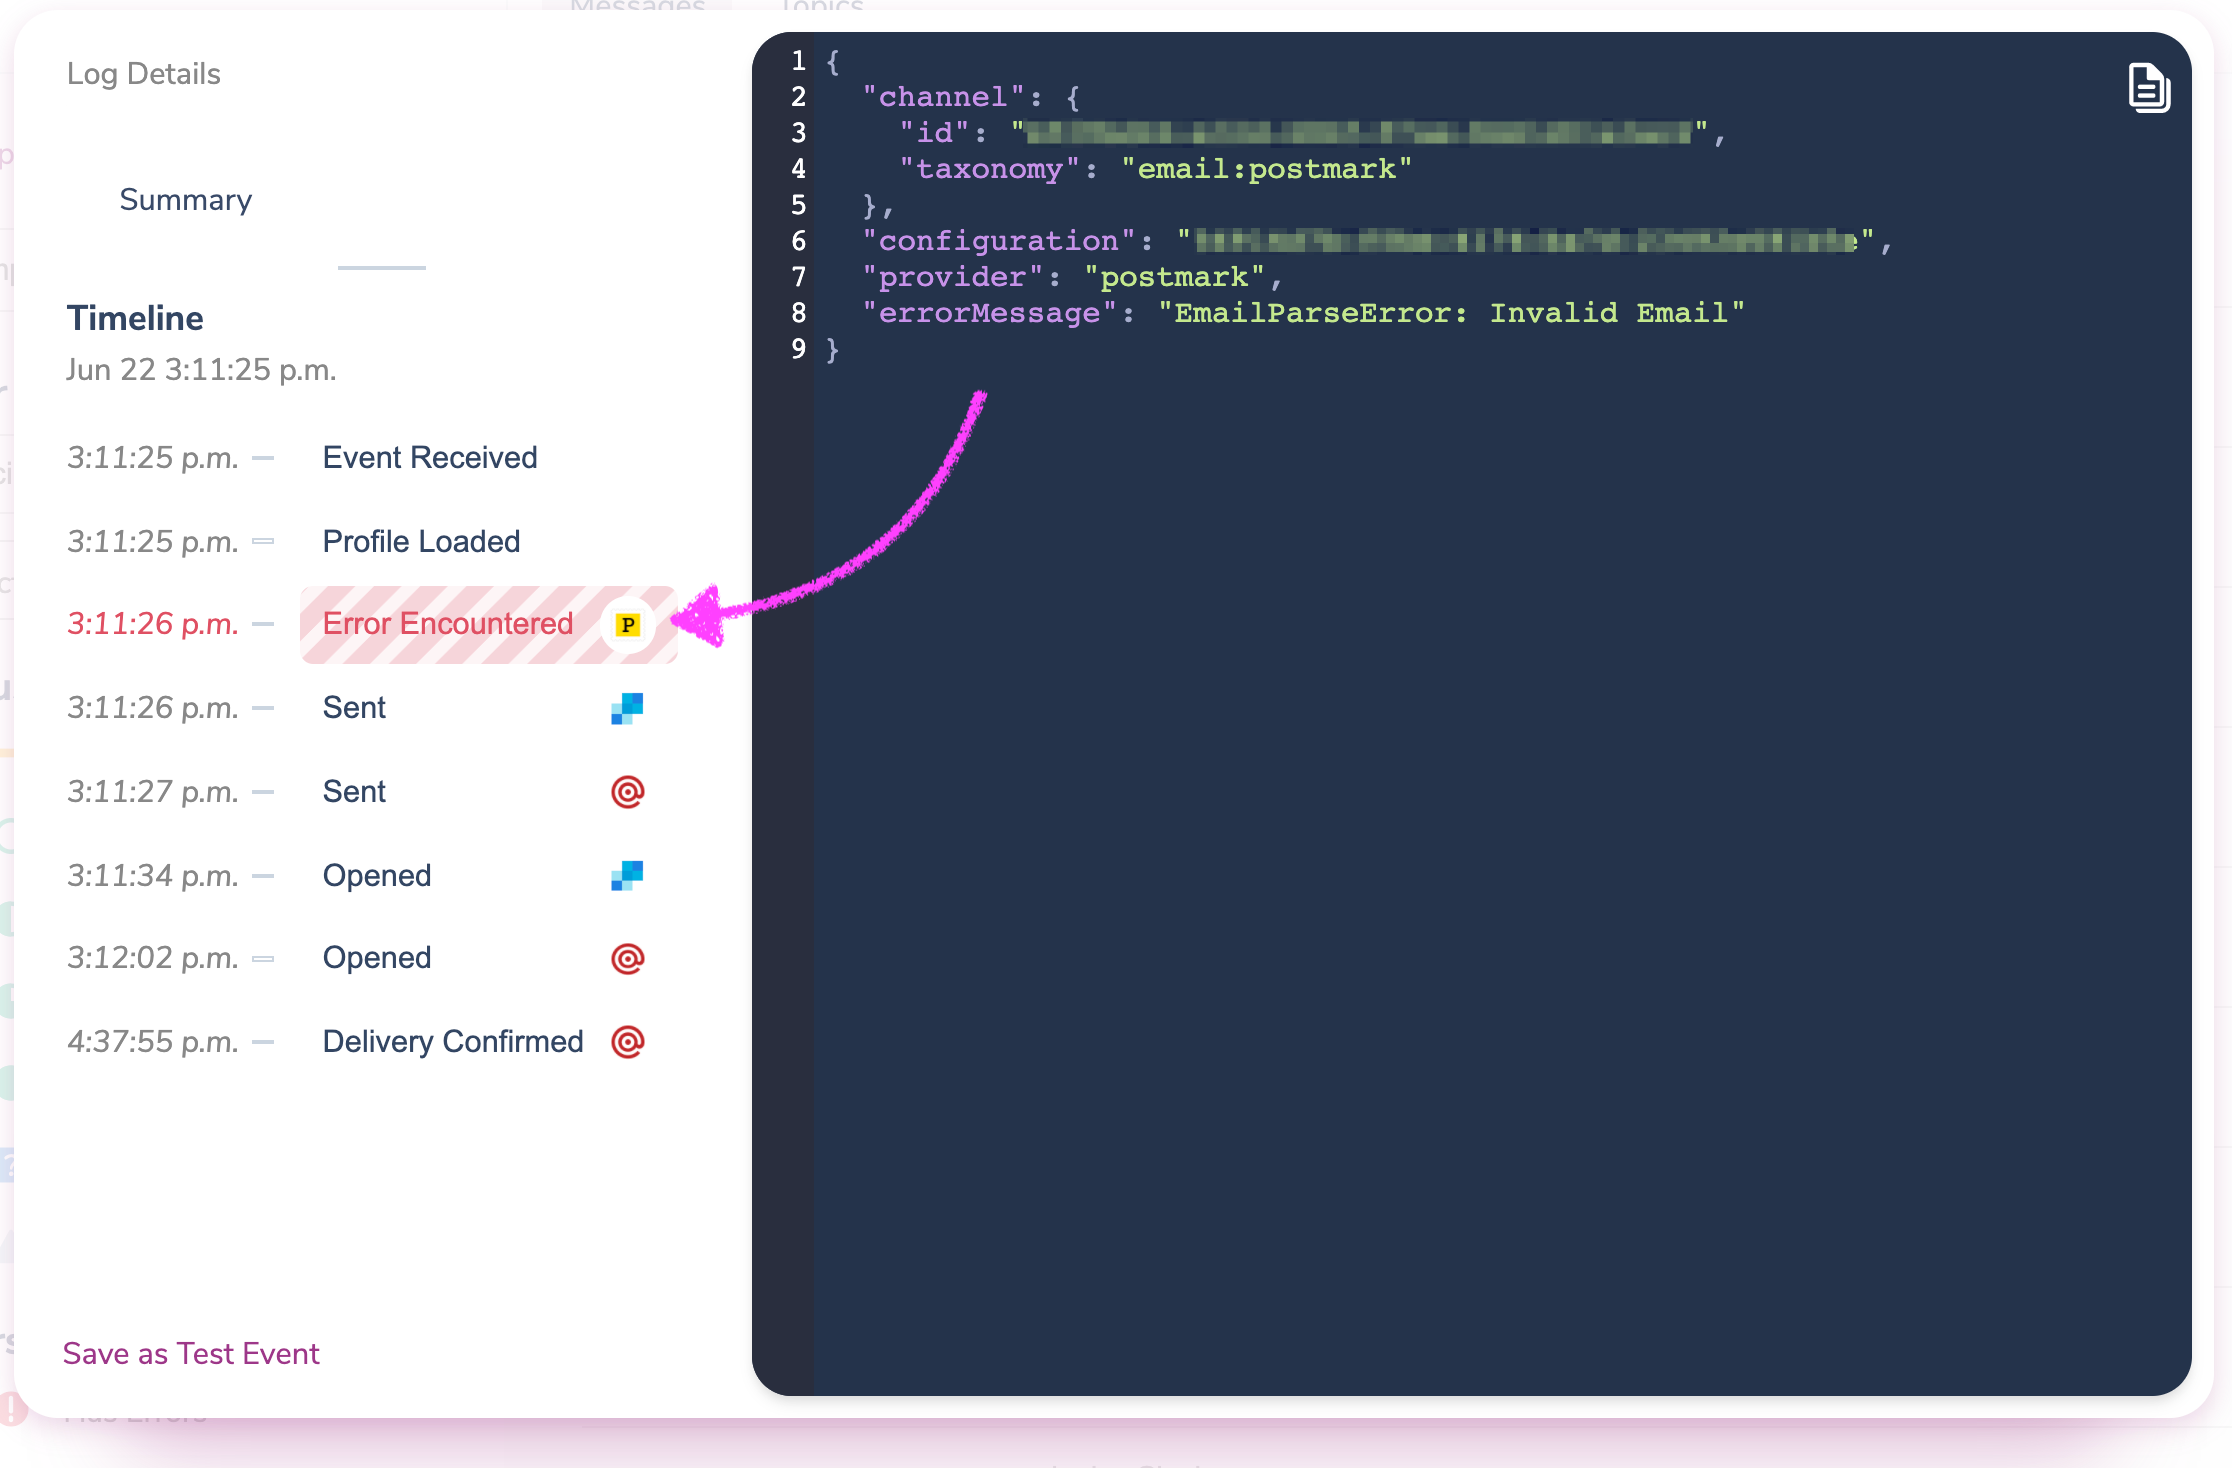 Messages Topics
Log Details
Summary
Timeline
Jun 22 3:11:25 p.m.
3:11:25 p.m. Event Received
3:11:25 p.m. Profile Loaded
3:11:26 p.m. Error Encountered P
3:11:26 p.m. Sent
3:11:27 p.m. Sent
3:11:34 p.m. Opened
3:12:02 p.m. Opened
4:37:55 p.m. Delivery Confirmed
Save as Test Event
1 {
2 "channel": {
3 "id": "",
4 "taxonomy": "email:postmark"
5 },
6 "configuration": "e",
7 "provider": "postmark",
8 "errorMessage": "EmailParseError: Invalid Email"
9 }